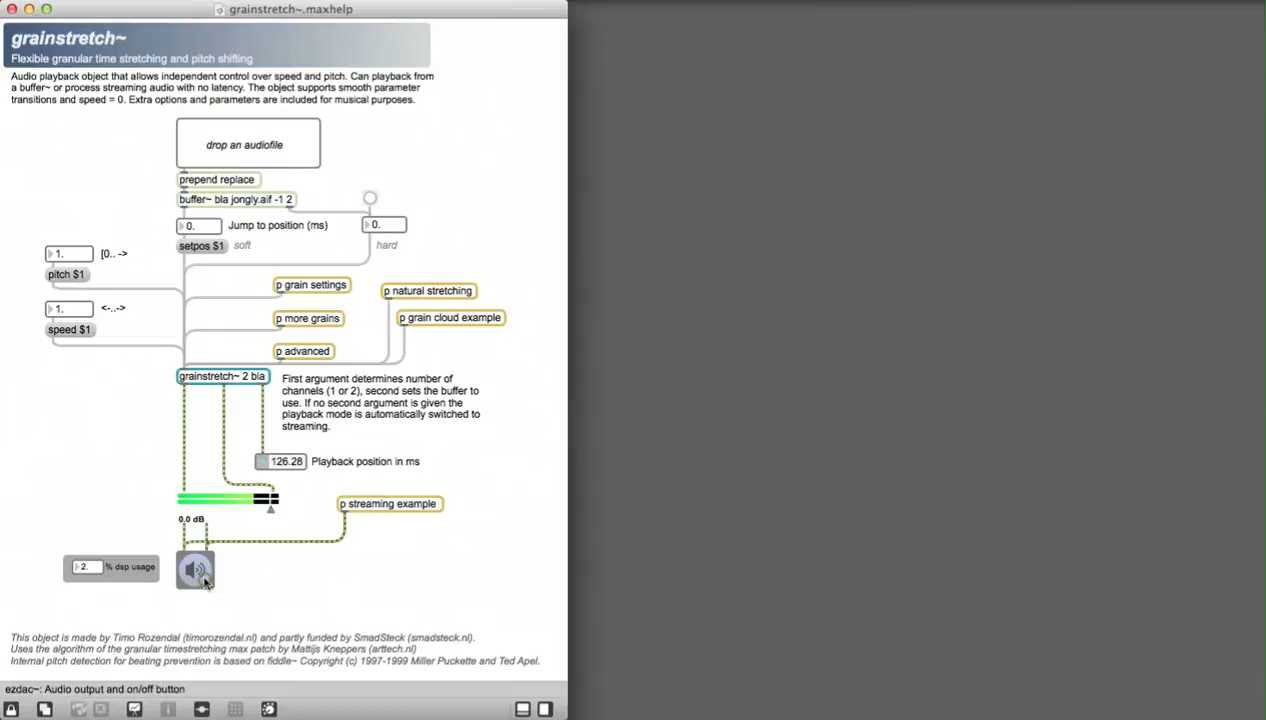 grainstretch~.maxhelp
grainstretch~
Flexible granular time stretching and pitch shifting
Audio playback object that allows independent control over speed and pitch. Can playback from
a buffer~ or process streaming audio with no latency. The object supports smooth parameter
transitions and speed = 0. Extra options and parameters are included for musical purposes.
drop an audiofile
prepend replace
buffer~ bla jongly.aif -1 2
0. Jump to position (ms) 0.
setpos $1 soft hard
1. [0.. ->
pitch $1
p grain settings
p natural stretching
1. <-..->
p more grains
p grain cloud example
speed $1
p advanced
grainstretch~ 2 bla
First argument determines number of
channels (1 or 2), second sets the buffer to
use. If no second argument is given the
playback mode is automatically switched to
streaming.
126.28 Playback position in ms
p streaming example
0.0 dB
2. % dsp usage
This object is made by Timo Rozendal (timorozendal.nl) and partly funded by SmadSteck (smadsteck.nl).
Uses the algorithm of the granular timestretching max patch by Mattijs Kneppers (arttech.nl)
Internal pitch detection for beating prevention is based on fiddle~ Copyright (c) 1997-1999 Miller Puckette and Ted Apel.
ezdac~: Audio output and on/off button